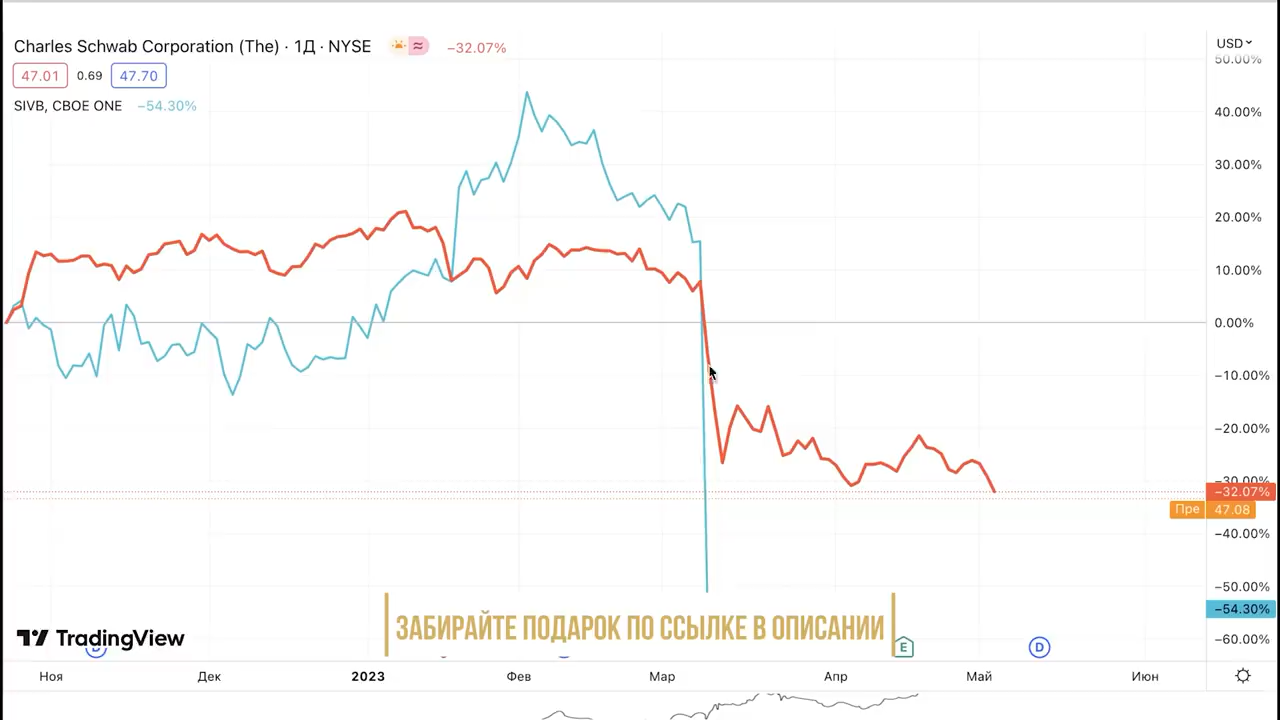 Charles Schwab Corporation (The) · 1Д · NYSE −32.07%
47.01 0.69 47.70
SIVB, CBOE ONE −54.30%
USD
50.00%
40.00%
30.00%
20.00%
10.00%
0.00%
−10.00%
−20.00%
−30.00%
−32.07%
Пре 47.08
−40.00%
−50.00%
−54.30%
−60.00%
ЗАБИРАЙТЕ ПОДАРОК ПО ССЫЛКЕ В ОПИСАНИИ
TradingView
E
D
Ноя Дек 2023 Фев Мар Апр Май Июн